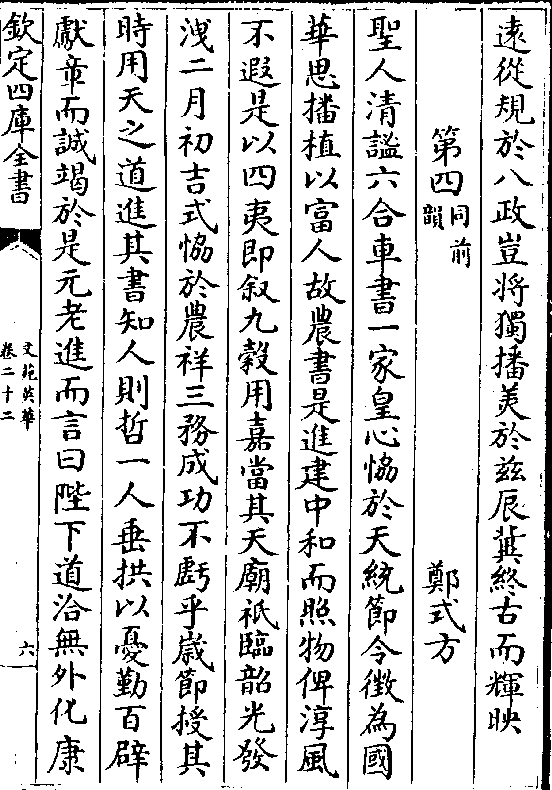 遠從規於八政豈將獨播美於兹辰冀終古而輝映
第四同前韻　鄭式方
聖人清謐六合車書一家皇心恊於天統節令徴為國
華思播植以富人故農書是進建中和而照物俾淳風
不遐是以四夷即叙九穀用嘉當其天廟祇臨韶光發
洩二月初吉式恊於農祥三務成功不虧乎歲節授其
時用天之道進其書知人則哲一人垂拱以憂勤百辟
獻章而誠竭於是元老進而言曰陛下道洽無外化康
欽定四庫全書
文苑英華
卷二十二
六